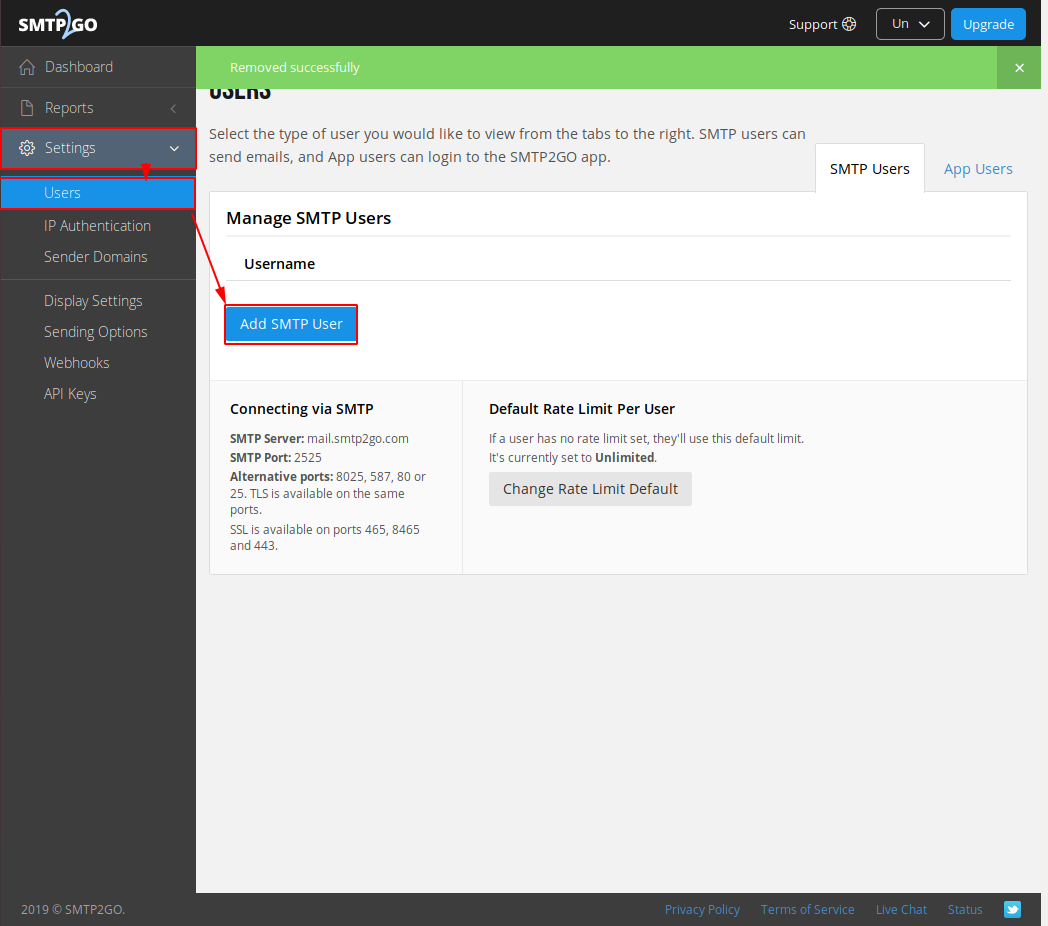 SMTP2GO
Support
Un
Upgrade
Dashboard
Removed successfully
×
USERS
Reports
Select the type of user you would like to view from the tabs to the right. SMTP users can
send emails, and App users can login to the SMTP2GO app.
Settings
SMTP Users
App Users
Users
IP Authentication
Sender Domains
Display Settings
Sending Options
Webhooks
API Keys
Manage SMTP Users
Username
Add SMTP User
Connecting via SMTP
SMTP Server: mail.smtp2go.com
SMTP Port: 2525
Alternative ports: 8025, 587, 80 or
25. TLS is available on the same
ports.
SSL is available on ports 465, 8465
and 443.
Default Rate Limit Per User
If a user has no rate limit set, they'll use this default limit.
It's currently set to Unlimited.
Change Rate Limit Default
2019 © SMTP2GO.
Privacy Policy
Terms of Service
Live Chat
Status